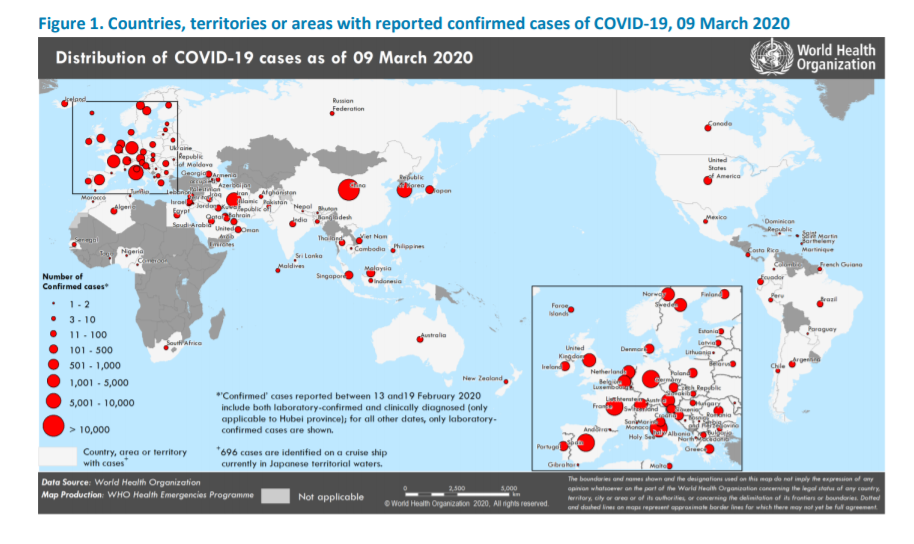 Figure 1. Countries, territories or areas with reported confirmed cases of COVID-19, 09 March 2020
Distribution of COVID-19 cases as of 09 March 2020
World Health
Organization
Iceland
Russian
Federation
Canada
United
States
of America
Ukraine
Republic
of Moldova
Georgia
Armenia
Azerbaijan
Tunisia
Morocco
Algeria
Israel
Egypt
Jordan
Iraq
Kuwait
Islamic
Republic of
Iran
Afghanistan
Pakistan
Qatar
Bahrain
Saudi Arabia
United
Arab
Emirates
Oman
Nepal
Bhutan
India
Bangladesh
China
Republic
Korea
Japan
Thailand
Viet Nam
Cambodia
Philippines
Sri Lanka
Maldives
Malaysia
Singapore
Indonesia
Mexico
Dominican
Republic
Saint Martin
Saint
Barthelemy
Martinique
Costa Rica
Colombia
French Guiana
Ecuador
Peru
Brazil
Paraguay
Chile
Argentina
Senegal
Togo
Nigeria
Cameroon
South Africa
Australia
New Zealand
Number of
Confirmed cases*
1 - 2
3 - 10
11 - 100
101 - 500
501 - 1,000
1,001 - 5,000
5,001 - 10,000
> 10,000
Country, area or territory
with cases+
*'Confirmed' cases reported between 13 and19 February 2020
include both laboratory-confirmed and clinically diagnosed (only
applicable to Hubei province); for all other dates, only laboratory-
confirmed cases are shown.
+696 cases are identified on a cruise ship
currently in Japanese territorial waters.
Norway
Sweden
Finland
Faroe
Islands
Estonia
Latvia
Lithuania
Denmark
United
Kingdom
Ireland
Belarus
Netherlands
Belgium
Luxembourg
Germany
Poland
Czech Republic
Slovakia
Liechtenstein
Austria
Hungary
France
Switzerland
Slovenia
Croatia
Romania
San Marino
Monaco
Italy
Serbia
Bosnia
and Herzegovina
Andorra
Holy See
Albania
Bulgaria
North Macedonia
Portugal
Spain
Greece
Gibraltar
Malta
Data Source: World Health Organization
Map Production: WHO Health Emergencies Programme
Not applicable
0 2,500 5,000
km
© World Health Organization 2020, All rights reserved.
The boundaries and names shown and the designations used on this map do not imply the expression of any
opinion whatsoever on the part of the World Health Organization concerning the legal status of any country,
territory, city or area or of its authorities, or concerning the delimitation of its frontiers or boundaries. Dotted
and dashed lines on maps represent approximate border lines for which there may not yet be full agreement.